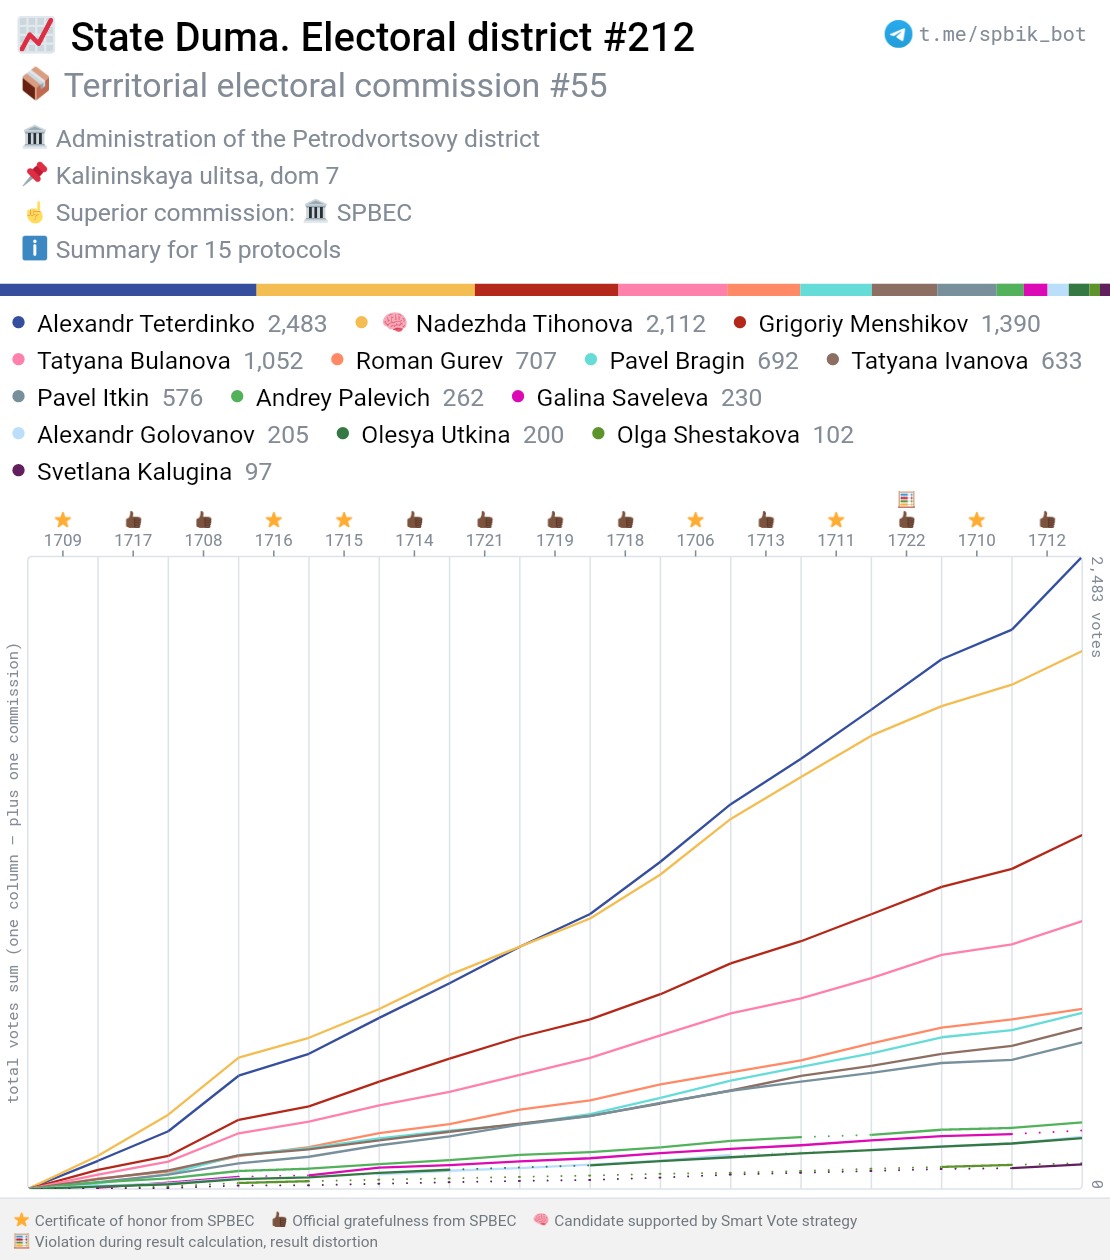 State Duma. Electoral district #212
t.me/spbik_bot
Territorial electoral commission #55
Administration of the Petrodvortsovy district
Kalininskaya ulitsa, dom 7
Superior commission: SPBEC
Summary for 15 protocols
Alexandr Teterdinko 2,483 Nadezhda Tihonova 2,112 Grigoriy Menshikov 1,390
Tatyana Bulanova 1,052 Roman Gurev 707 Pavel Bragin 692 Tatyana Ivanova 633
Pavel Itkin 576 Andrey Palevich 262 Galina Saveleva 230
Alexandr Golovanov 205 Olesya Utkina 200 Olga Shestakova 102
Svetlana Kalugina 97
1709 1717 1708 1716 1715 1714 1721 1719 1718 1706 1713 1711 1722 1710 1712
total votes sum (one column — plus one commission)
2,483 votes
0
Certificate of honor from SPBEC Official gratefulness from SPBEC Candidate supported by Smart Vote strategy
Violation during result calculation, result distortion